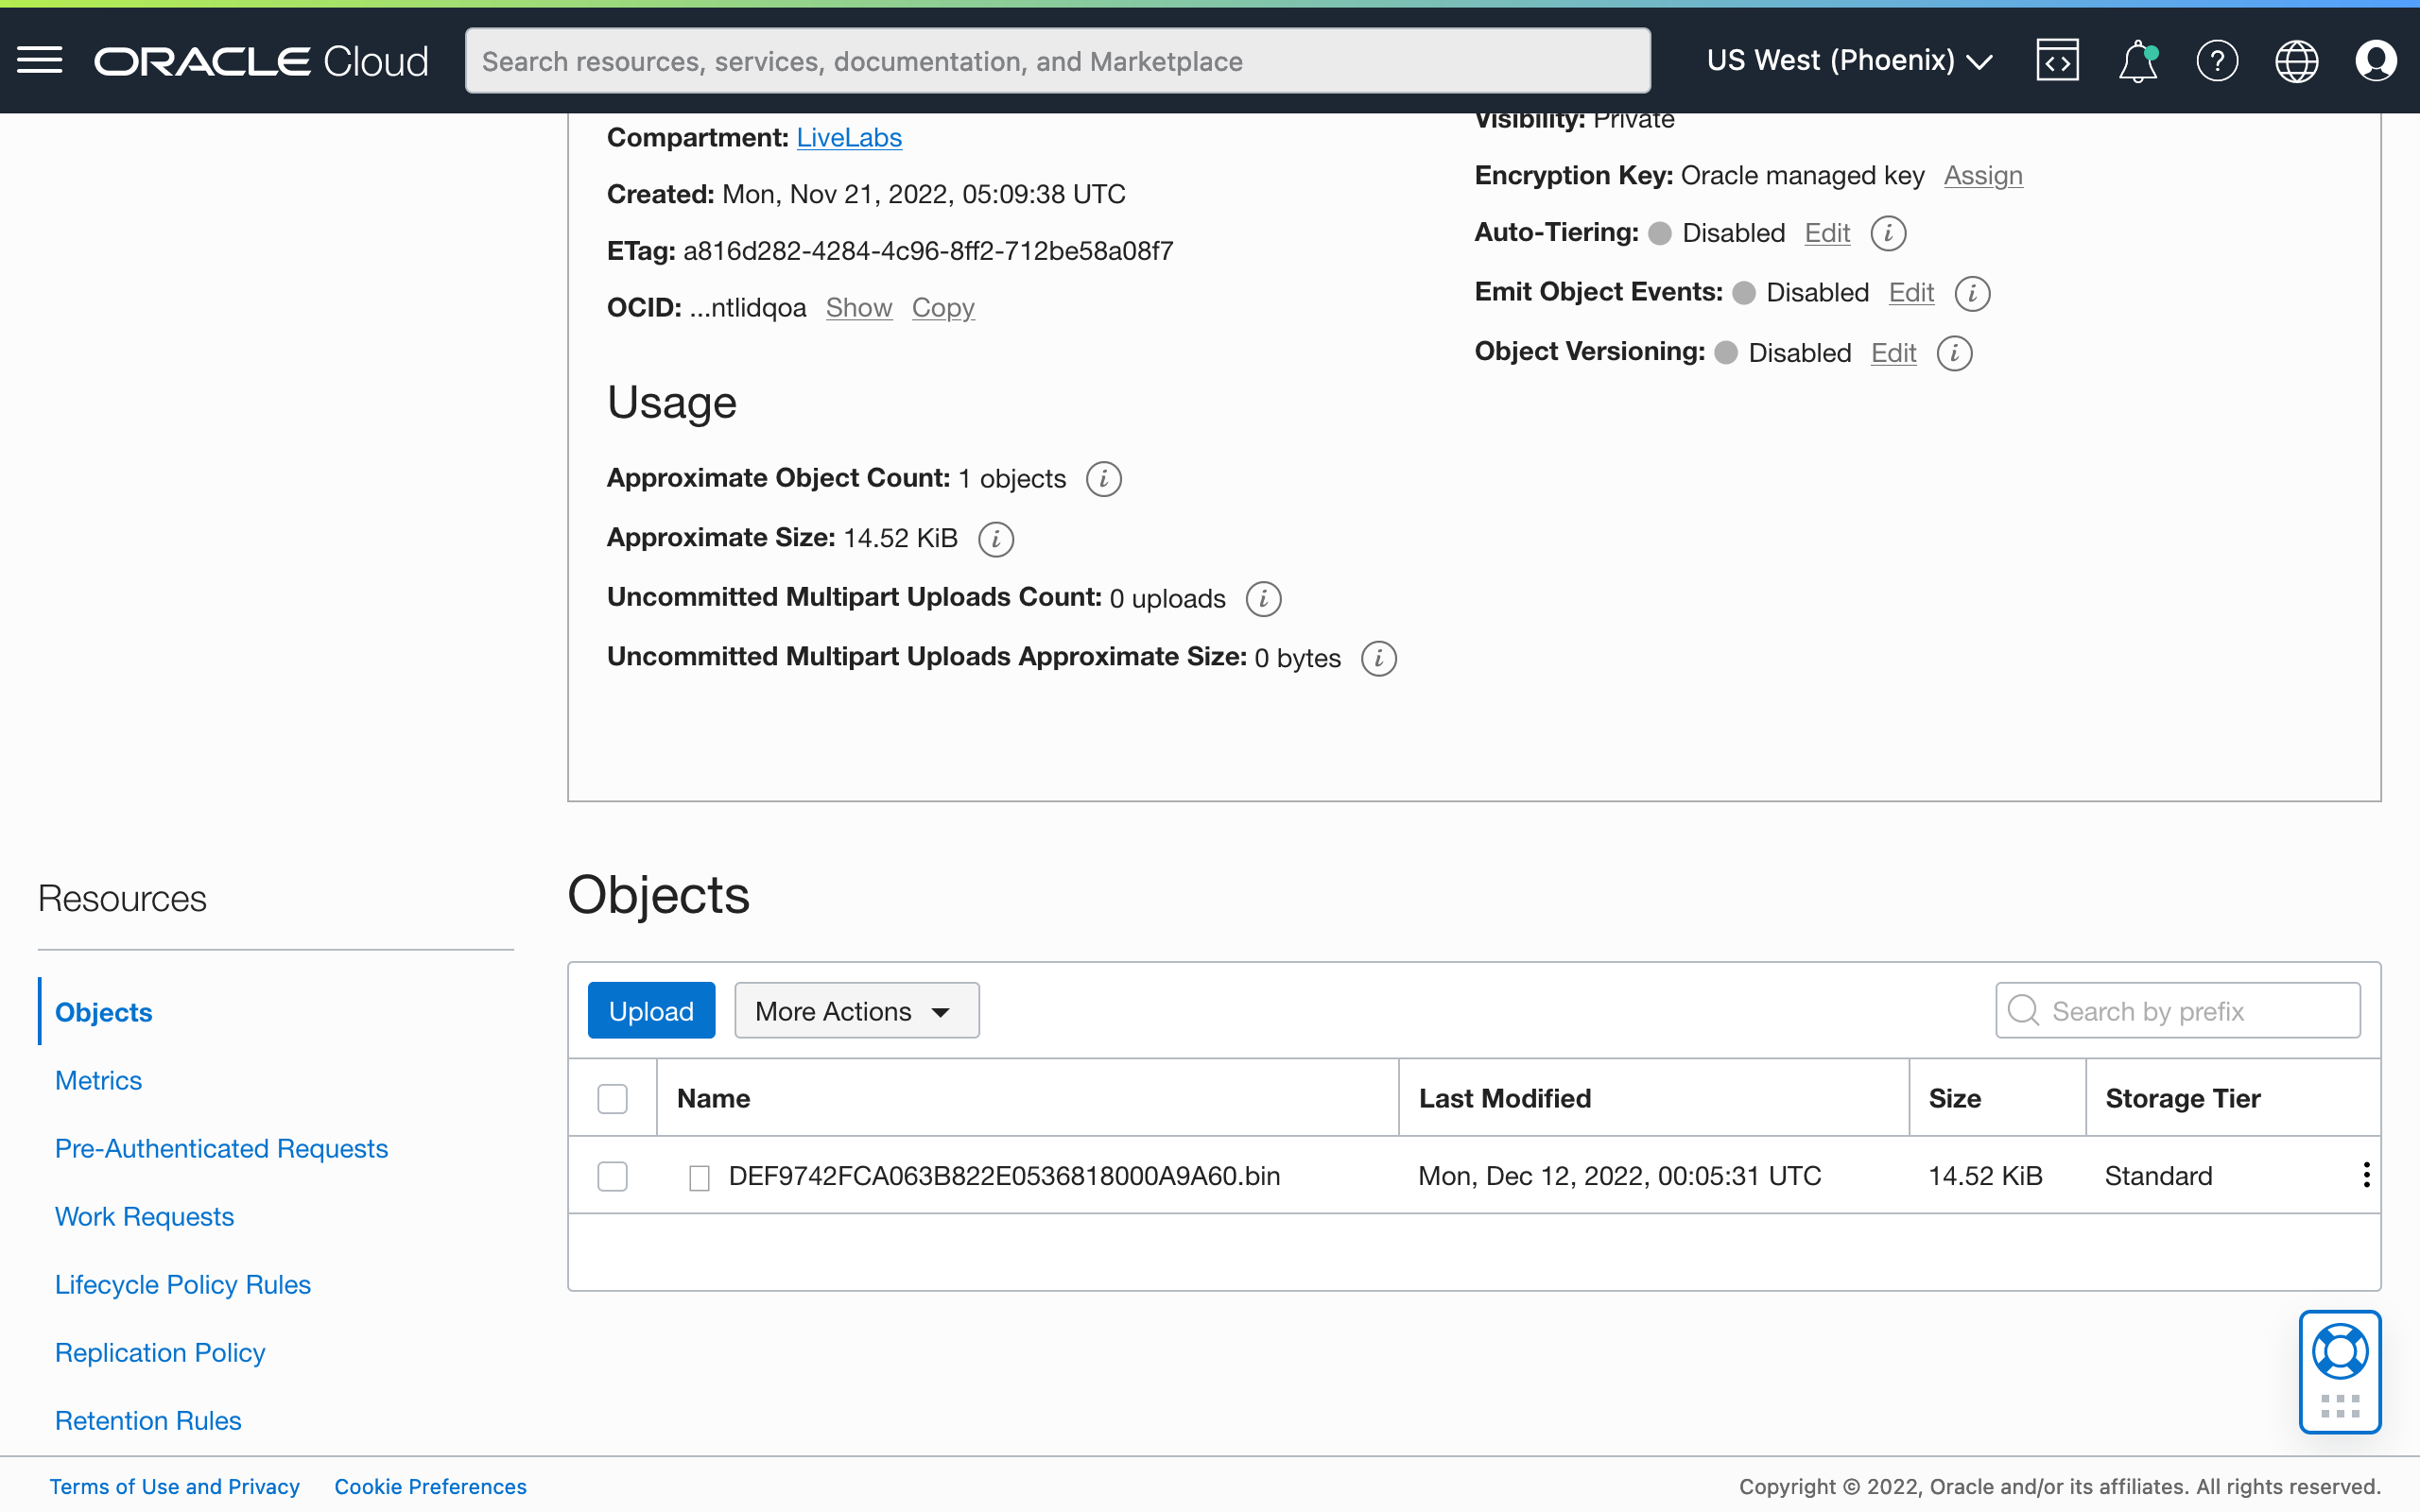 ORACLE Cloud
Search resources, services, documentation, and Marketplace
US West (Phoenix)
Compartment: LiveLabs
Created: Mon, Nov 21, 2022, 05:09:38 UTC
ETag: a816d282-4284-4c96-8ff2-712be58a08f7
OCID: ...ntlidqoa Show Copy
Visibility: Private
Encryption Key: Oracle managed key Assign
Auto-Tiering: Disabled Edit
Emit Object Events: Disabled Edit
Object Versioning: Disabled Edit
Usage
Approximate Object Count: 1 objects
Approximate Size: 14.52 KiB
Uncommitted Multipart Uploads Count: 0 uploads
Uncommitted Multipart Uploads Approximate Size: 0 bytes
Resources
Objects
Metrics
Pre-Authenticated Requests
Work Requests
Lifecycle Policy Rules
Replication Policy
Retention Rules
Objects
Upload More Actions Search by prefix
Name Last Modified Size Storage Tier
DEF9742FCA063B822E0536818000A9A60.bin Mon, Dec 12, 2022, 00:05:31 UTC 14.52 KiB Standard
Terms of Use and Privacy Cookie Preferences
Copyright © 2022, Oracle and/or its affiliates. All rights reserved.